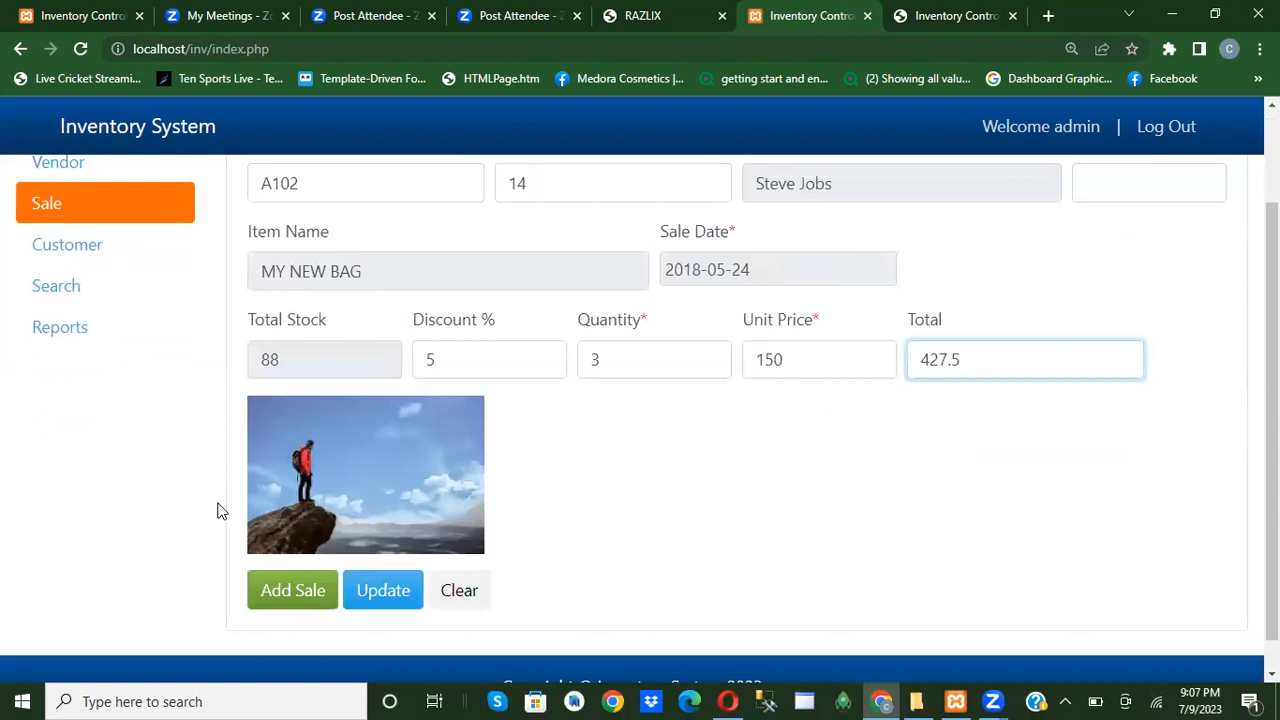 Inventory Contro
My Meetings - Zo
Post Attendee - Z
Post Attendee - Z
RAZLIX
Inventory Contro
Inventory Contro
localhost/inv/index.php
Live Cricket Streami...
Ten Sports Live - Te...
Template-Driven Fo...
HTMLPage.htm
Medora Cosmetics |...
getting start and en...
(2) Showing all valu...
Dashboard Graphic...
Facebook
»
C
Inventory System
Welcome admin | Log Out
Vendor
Sale
Customer
Search
Reports
A102
14
Steve Jobs
Item Name
Sale Date*
MY NEW BAG
2018-05-24
Total Stock
Discount %
Quantity*
Unit Price*
Total
88
5
3
150
427.5
Add Sale
Update
Clear
Type here to search
9:07 PM
7/9/2023